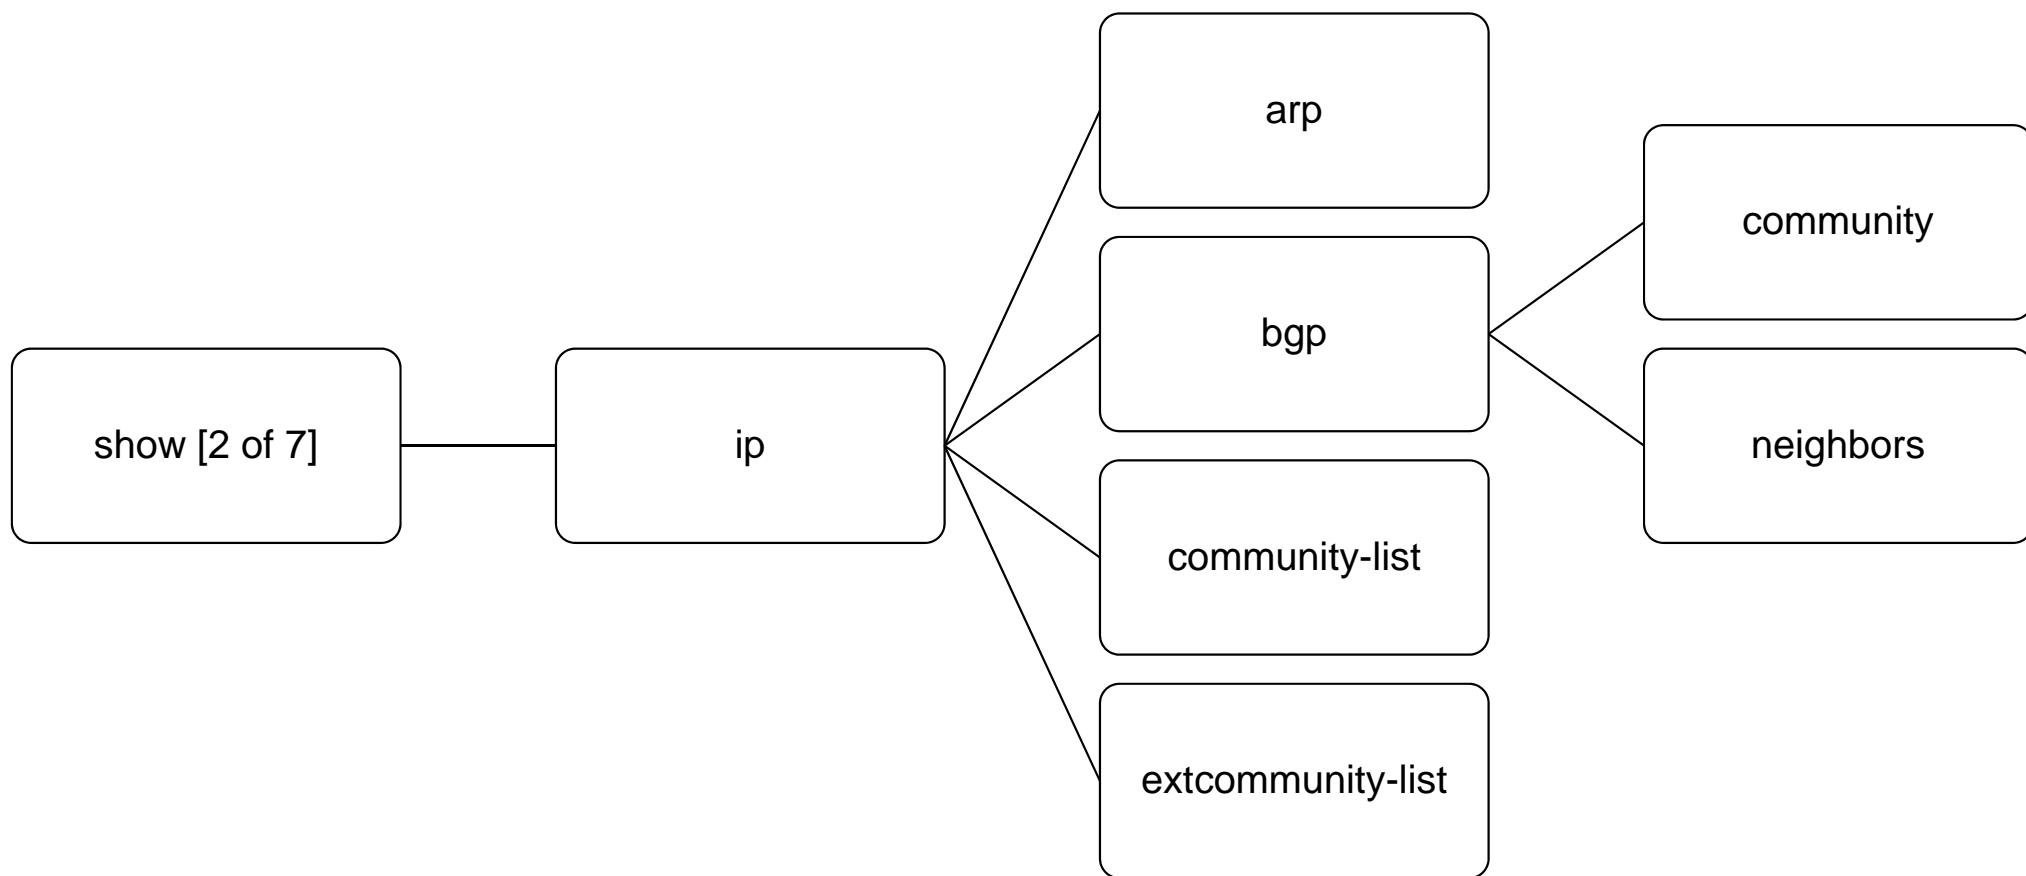 show [2 of 7]
ip
arp
bgp
community-list
extcommunity-list
community
neighbors